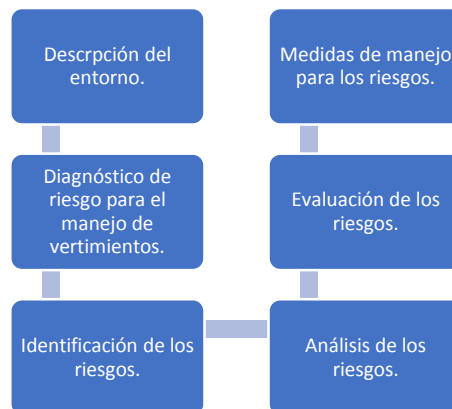 Descrpción del
entorno.
Diagnóstico de
riesgo para el
manejo de
vertimientos.
Identificación de los
riesgos.
Análisis de los
riesgos.
Evaluación de los
riesgos.
Medidas de manejo
para los riesgos.